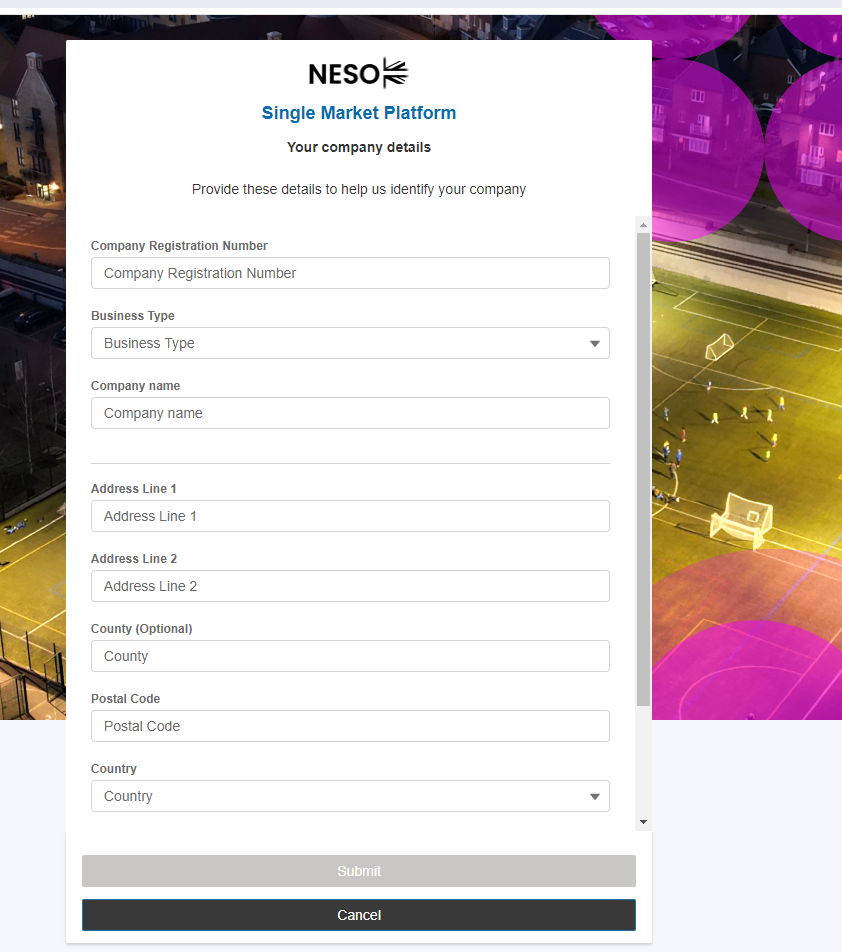 NESO
Single Market Platform
Your company details
Provide these details to help us identify your company
Company Registration Number
Company Registration Number
Business Type
Business Type
Company name
Company name
Address Line 1
Address Line 1
Address Line 2
Address Line 2
County (Optional)
County
Postal Code
Postal Code
Country
Country
Submit
Cancel